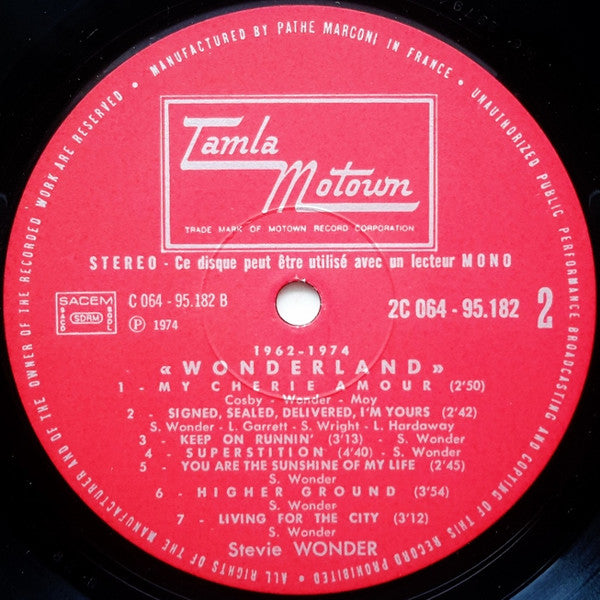 • ALL RIGHTS OF THE MANUFACTURER AND OF THE OWNER OF THE RECORDED WORK ARE RESERVED • MANUFACTURED BY PATHE MARCONI IN FRANCE • UNAUTHORIZED PUBLIC PERFORMANCE BROADCASTING AND COPYING OF THIS RECORD PROHIBITED
Tamla
Motown
TRADE MARK OF MOTOWN RECORD CORPORATION
STEREO - Ce disque peut être utilisé avec un lecteur MONO
SACEM
SACD SDRM SGDL
C 064 - 95.182 B
℗ 1974
2C 064 - 95.182 2
1962-1974
« WONDERLAND »
1 - MY CHERIE AMOUR (2'50)
Cosby - Wonder - Moy
2 - SIGNED, SEALED, DELIVERED, I'M YOURS (2'42)
S. Wonder - L. Garrett - S. Wright - L. Hardaway
3 - KEEP ON RUNNIN' (3'13) - S. Wonder
4 - SUPERSTITION (4'40) - S. Wonder
5 - YOU ARE THE SUNSHINE OF MY LIFE (2'45)
S. Wonder
6 - HIGHER GROUND (3'54)
S. Wonder
7 - LIVING FOR THE CITY (3'12)
S. Wonder
Stevie WONDER